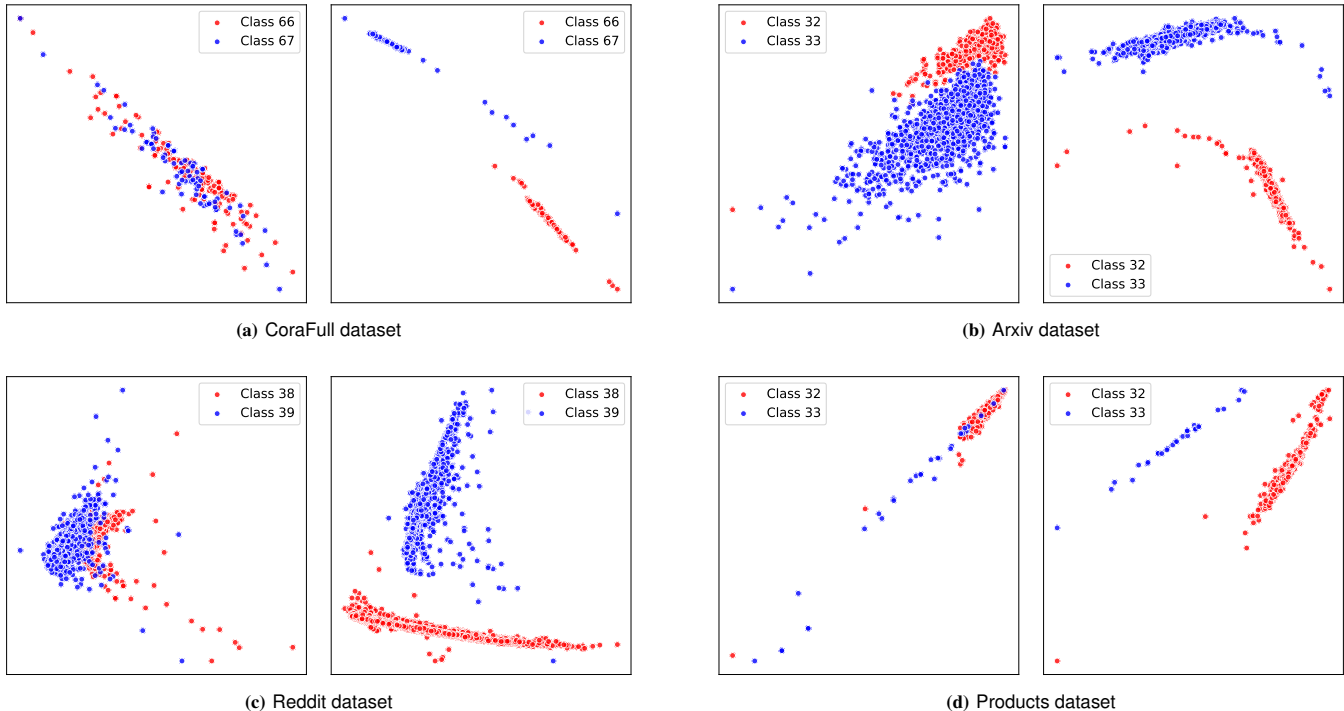 Class 66
Class 67
Class 66
Class 67
(a) CoraFull dataset
Class 32
Class 33
Class 32
Class 33
(b) Arxiv dataset
Class 38
Class 39
Class 38
Class 39
(c) Reddit dataset
Class 32
Class 33
Class 32
Class 33
(d) Products dataset